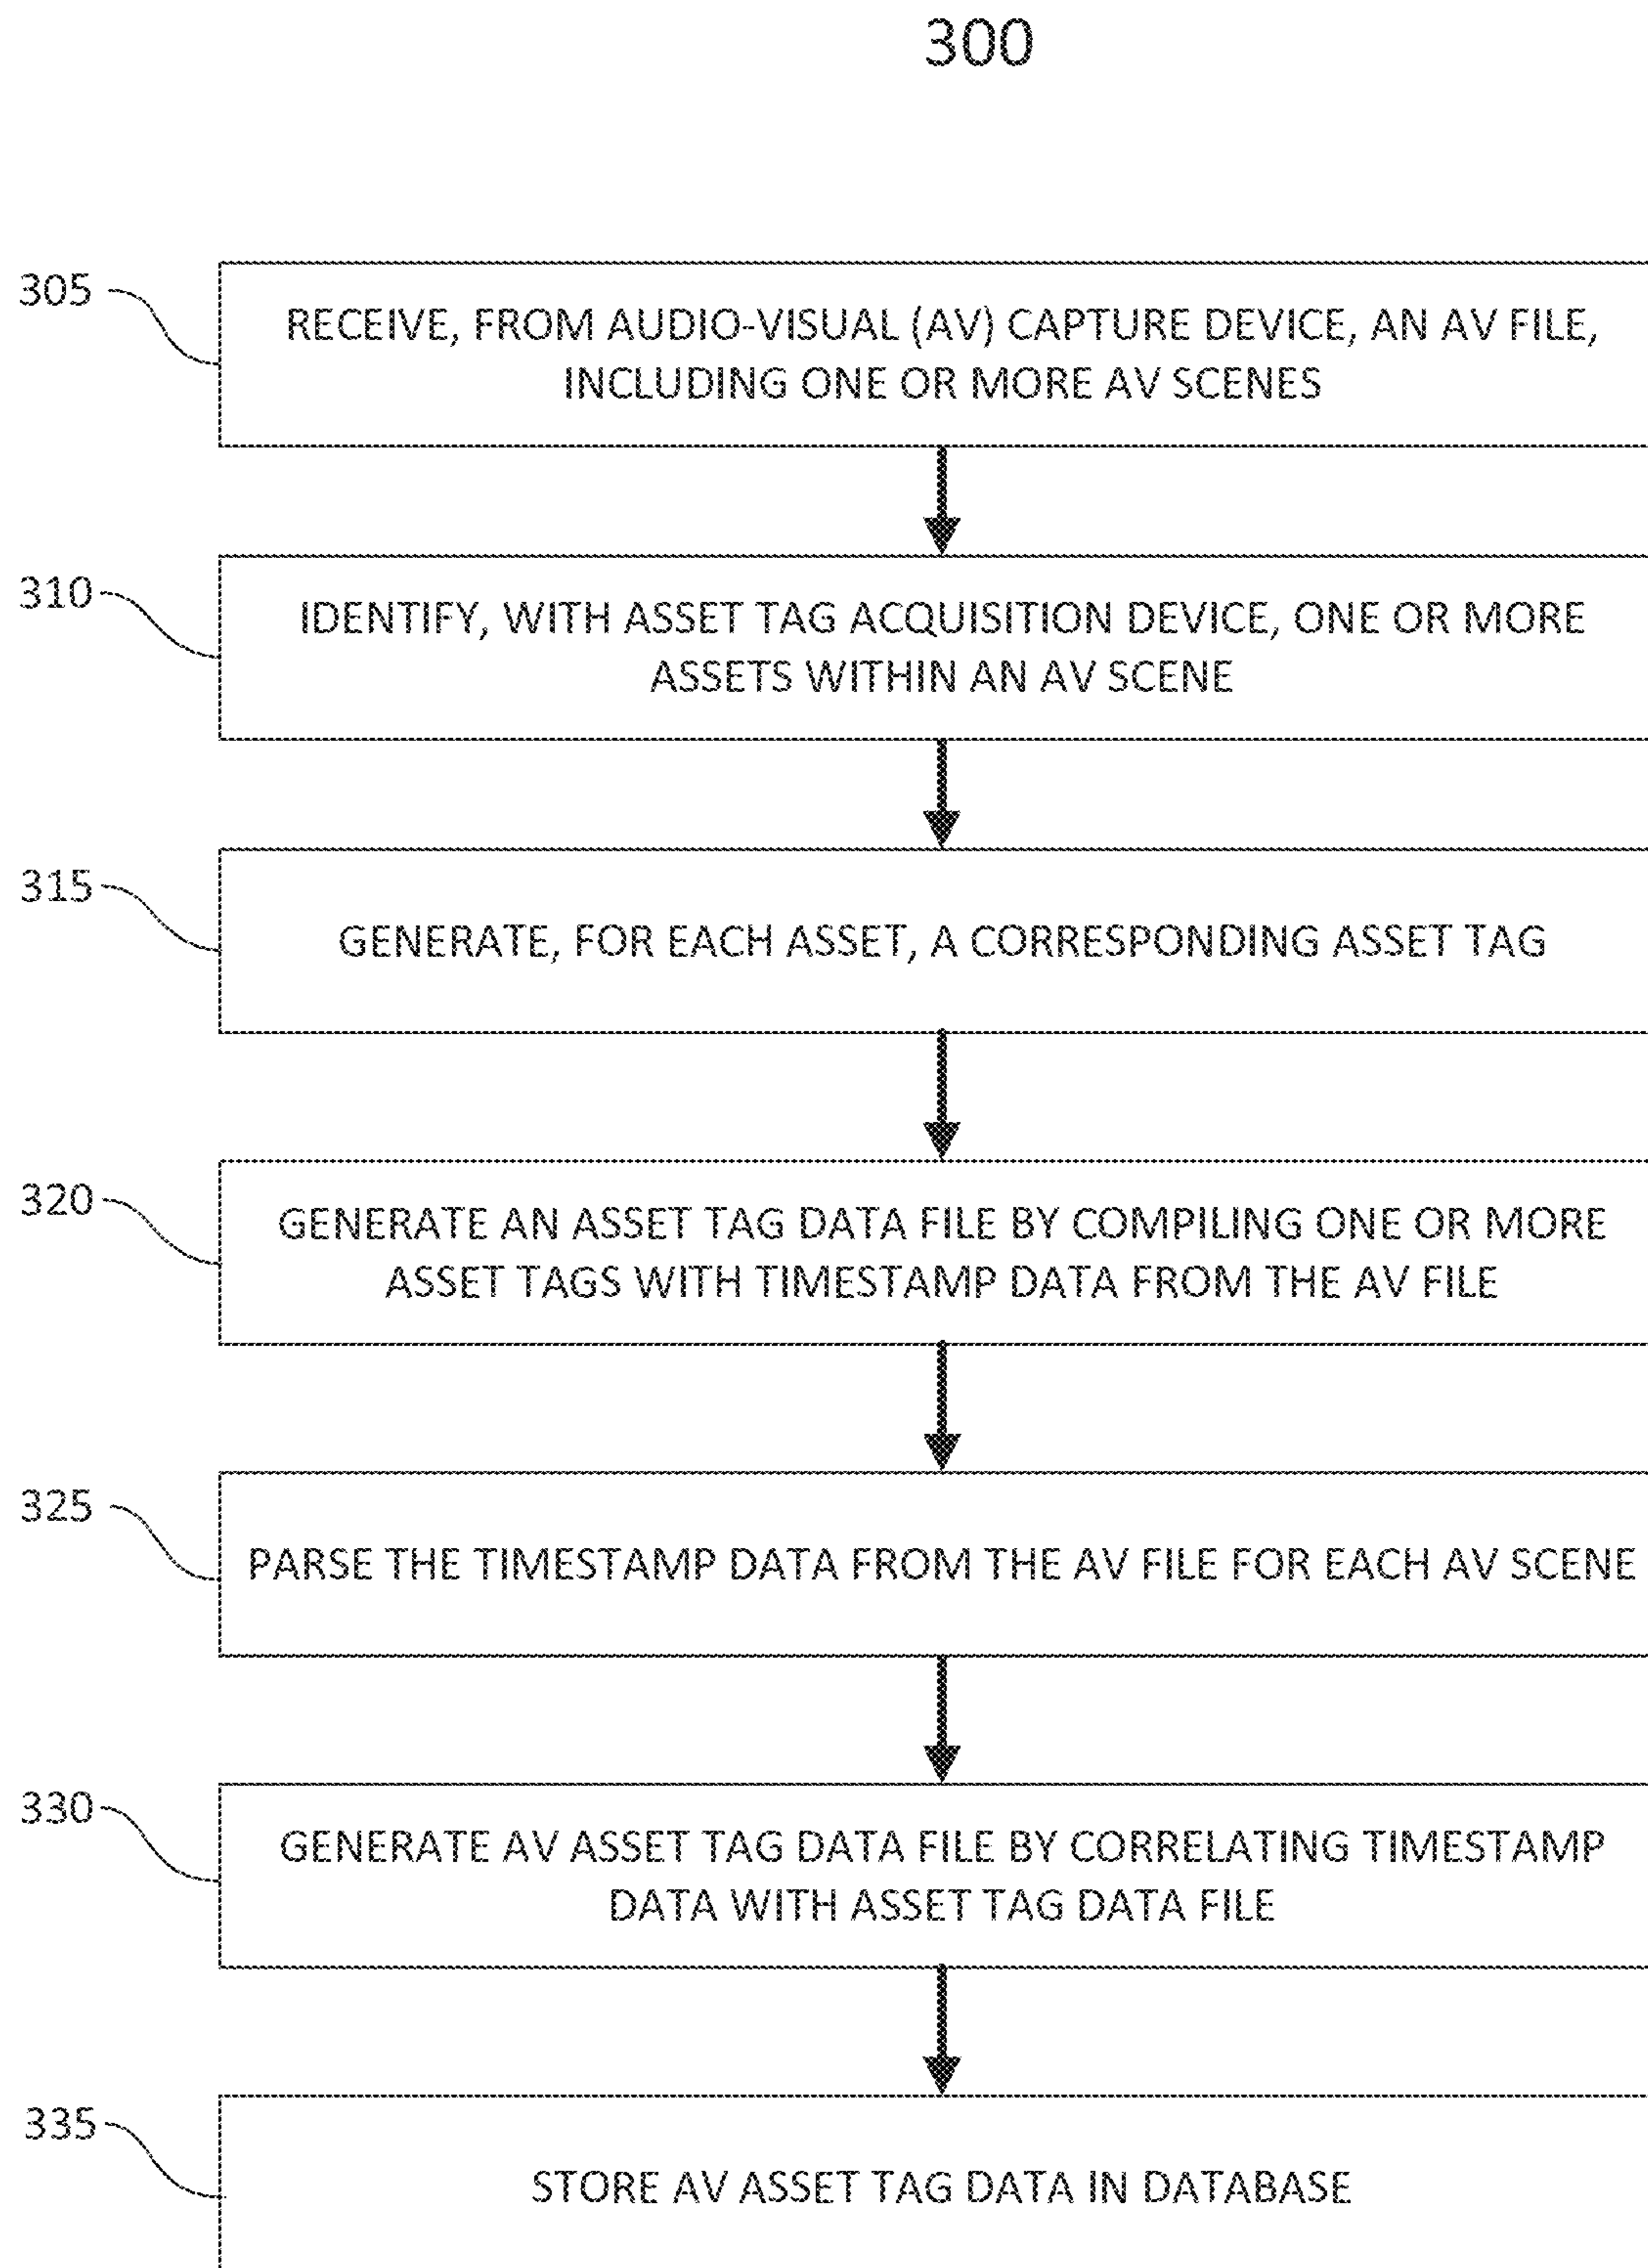 300
305
RECEIVE, FROM AUDIO-VISUAL (AV) CAPTURE DEVICE, AN AV FILE,
INCLUDING ONE OR MORE AV SCENES
310
IDENTIFY, WITH ASSET TAG ACQUISITION DEVICE, ONE OR MORE
ASSETS WITHIN AN AV SCENE
315
GENERATE, FOR EACH ASSET, A CORRESPONDING ASSET TAG
320
GENERATE AN ASSET TAG DATA FILE BY COMPILING ONE OR MORE
ASSET TAGS WITH TIMESTAMP DATA FROM THE AV FILE
325
PARSE THE TIMESTAMP DATA FROM THE AV FILE FOR EACH AV SCENE
330
GENERATE AV ASSET TAG DATA FILE BY CORRELATING TIMESTAMP
DATA WITH ASSET TAG DATA FILE
335
STORE AV ASSET TAG DATA IN DATABASE